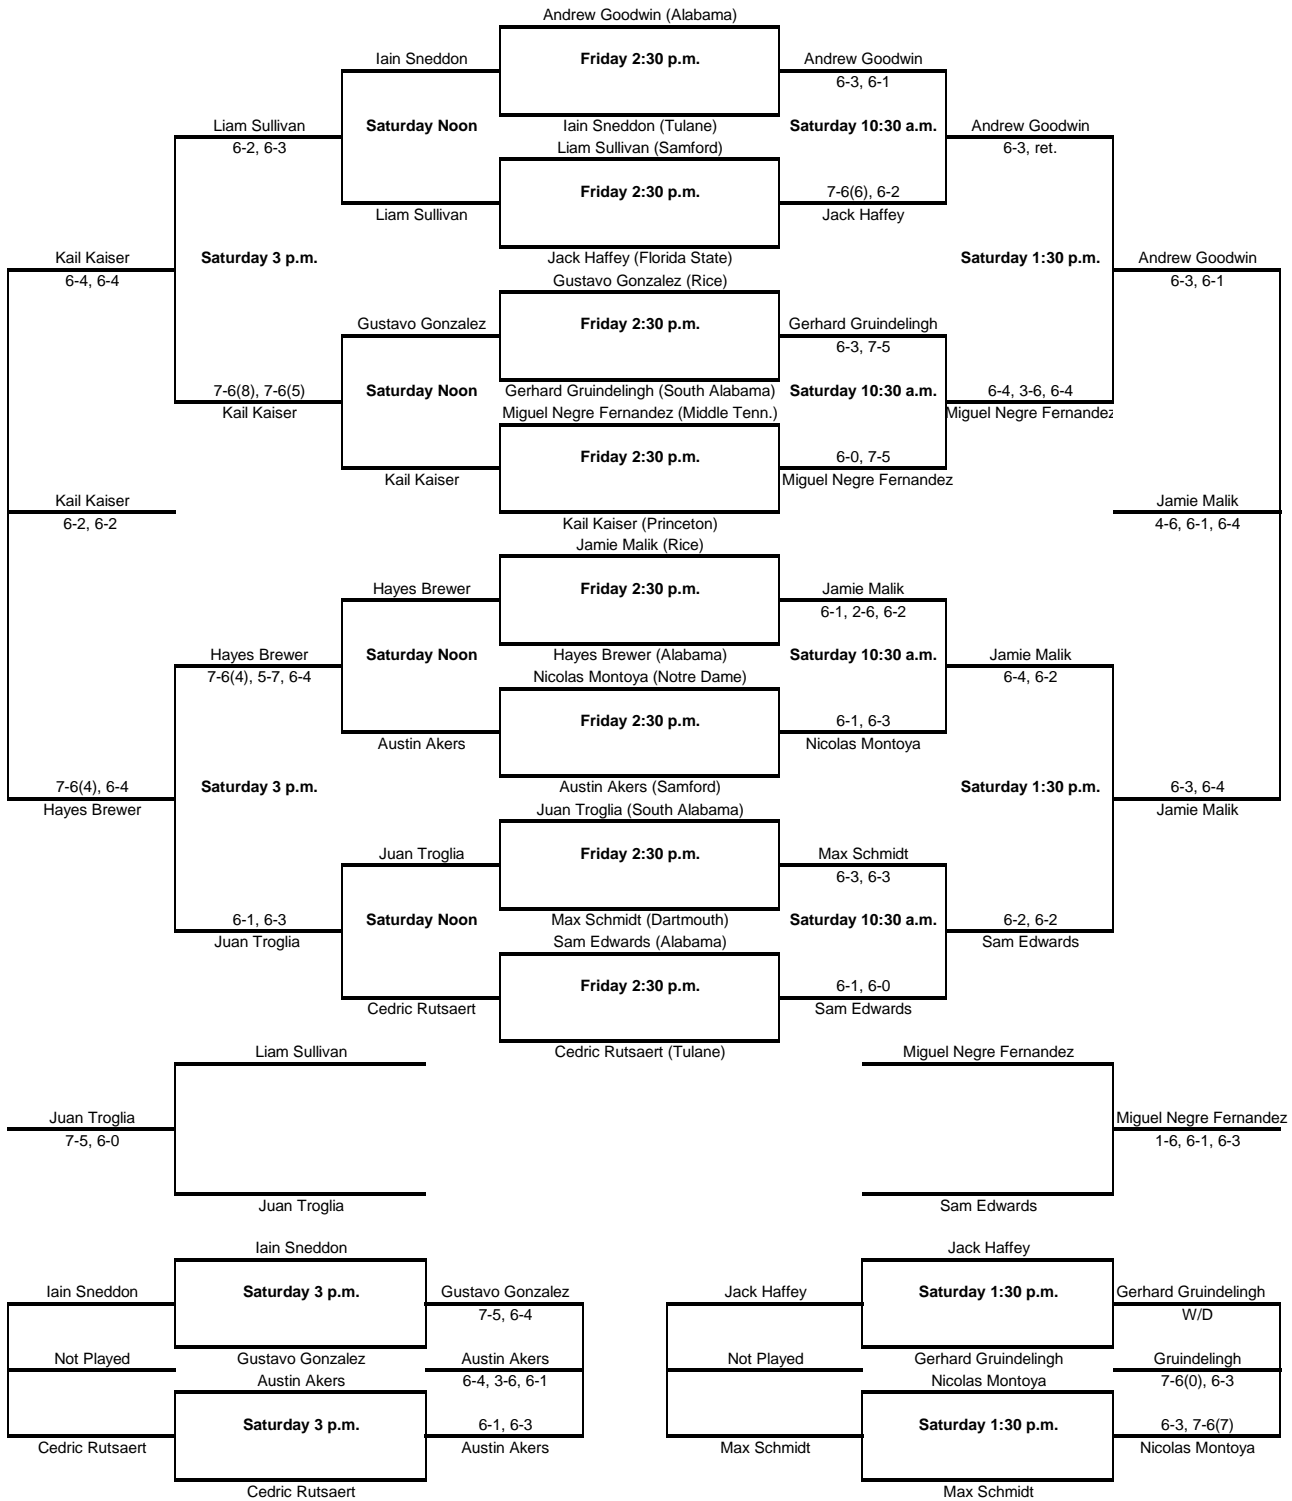 Andrew Goodwin (Alabama)
Iain Sneddon Friday 2:30 p.m. Andrew Goodwin
6-3, 6-1
Liam Sullivan Saturday Noon Iain Sneddon (Tulane) Saturday 10:30 a.m. Andrew Goodwin
6-2, 6-3 Liam Sullivan (Samford) 6-3, ret.
Friday 2:30 p.m. 7-6(6), 6-2
Liam Sullivan Jack Haffey
Kail Kaiser Saturday 3 p.m. Jack Haffey (Florida State) Saturday 1:30 p.m. Andrew Goodwin
6-4, 6-4 Gustavo Gonzalez (Rice) 6-3, 6-1
Gustavo Gonzalez Friday 2:30 p.m. Gerhard Gruindelingh
6-3, 7-5
7-6(8), 7-6(5) Saturday Noon Gerhard Gruindelingh (South Alabama) Saturday 10:30 a.m. 6-4, 3-6, 6-4
Kail Kaiser Miguel Negre Fernandez (Middle Tenn.) Miguel Negre Fernandez
Friday 2:30 p.m. 6-0, 7-5
Kail Kaiser Miguel Negre Fernandez
Kail Kaiser Jamie Malik
6-2, 6-2 Kail Kaiser (Princeton) 4-6, 6-1, 6-4
Jamie Malik (Rice)
Hayes Brewer Friday 2:30 p.m. Jamie Malik
6-1, 2-6, 6-2
Hayes Brewer Saturday Noon Hayes Brewer (Alabama) Saturday 10:30 a.m. Jamie Malik
7-6(4), 5-7, 6-4 Nicolas Montoya (Notre Dame) 6-4, 6-2
Friday 2:30 p.m. 6-1, 6-3
Austin Akers Nicolas Montoya
7-6(4), 6-4 Saturday 3 p.m. Austin Akers (Samford) Saturday 1:30 p.m. 6-3, 6-4
Hayes Brewer Juan Troglia (South Alabama) Jamie Malik
Juan Troglia Friday 2:30 p.m. Max Schmidt
6-3, 6-3
6-1, 6-3 Saturday Noon Max Schmidt (Dartmouth) Saturday 10:30 a.m. 6-2, 6-2
Juan Troglia Sam Edwards (Alabama) Sam Edwards
Friday 2:30 p.m. 6-1, 6-0
Cedric Rutsaert Sam Edwards
Liam Sullivan Cedric Rutsaert (Tulane) Miguel Negre Fernandez
Juan Troglia Miguel Negre Fernandez
7-5, 6-0 1-6, 6-1, 6-3
Juan Troglia Sam Edwards
Iain Sneddon Jack Haffey
Iain Sneddon Saturday 3 p.m. Gustavo Gonzalez Jack Haffey Saturday 1:30 p.m. Gerhard Gruindelingh
7-5, 6-4 W/D
Not Played Gustavo Gonzalez Austin Akers Not Played Gerhard Gruindelingh Gruindelingh
Austin Akers 6-4, 3-6, 6-1 Nicolas Montoya 7-6(0), 6-3
Saturday 3 p.m. 6-1, 6-3 Saturday 1:30 p.m. 6-3, 7-6(7)
Cedric Rutsaert Austin Akers Max Schmidt Nicolas Montoya
Cedric Rutsaert Max Schmidt